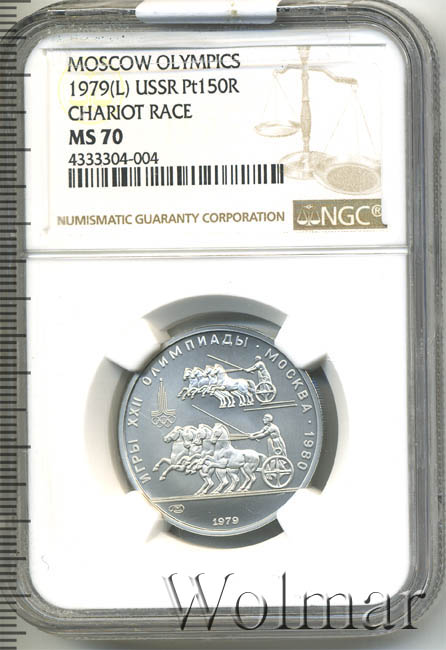 MOSCOW OLYMPICS
1979(L) USSR Pt150R
CHARIOT RACE
MS 70
4333304-004
NUMISMATIC GUARANTY CORPORATION
NGC®
ИГРЫ XXII ОЛИМПИАДЫ · МОСКВА · 1980
1979
Wolmar